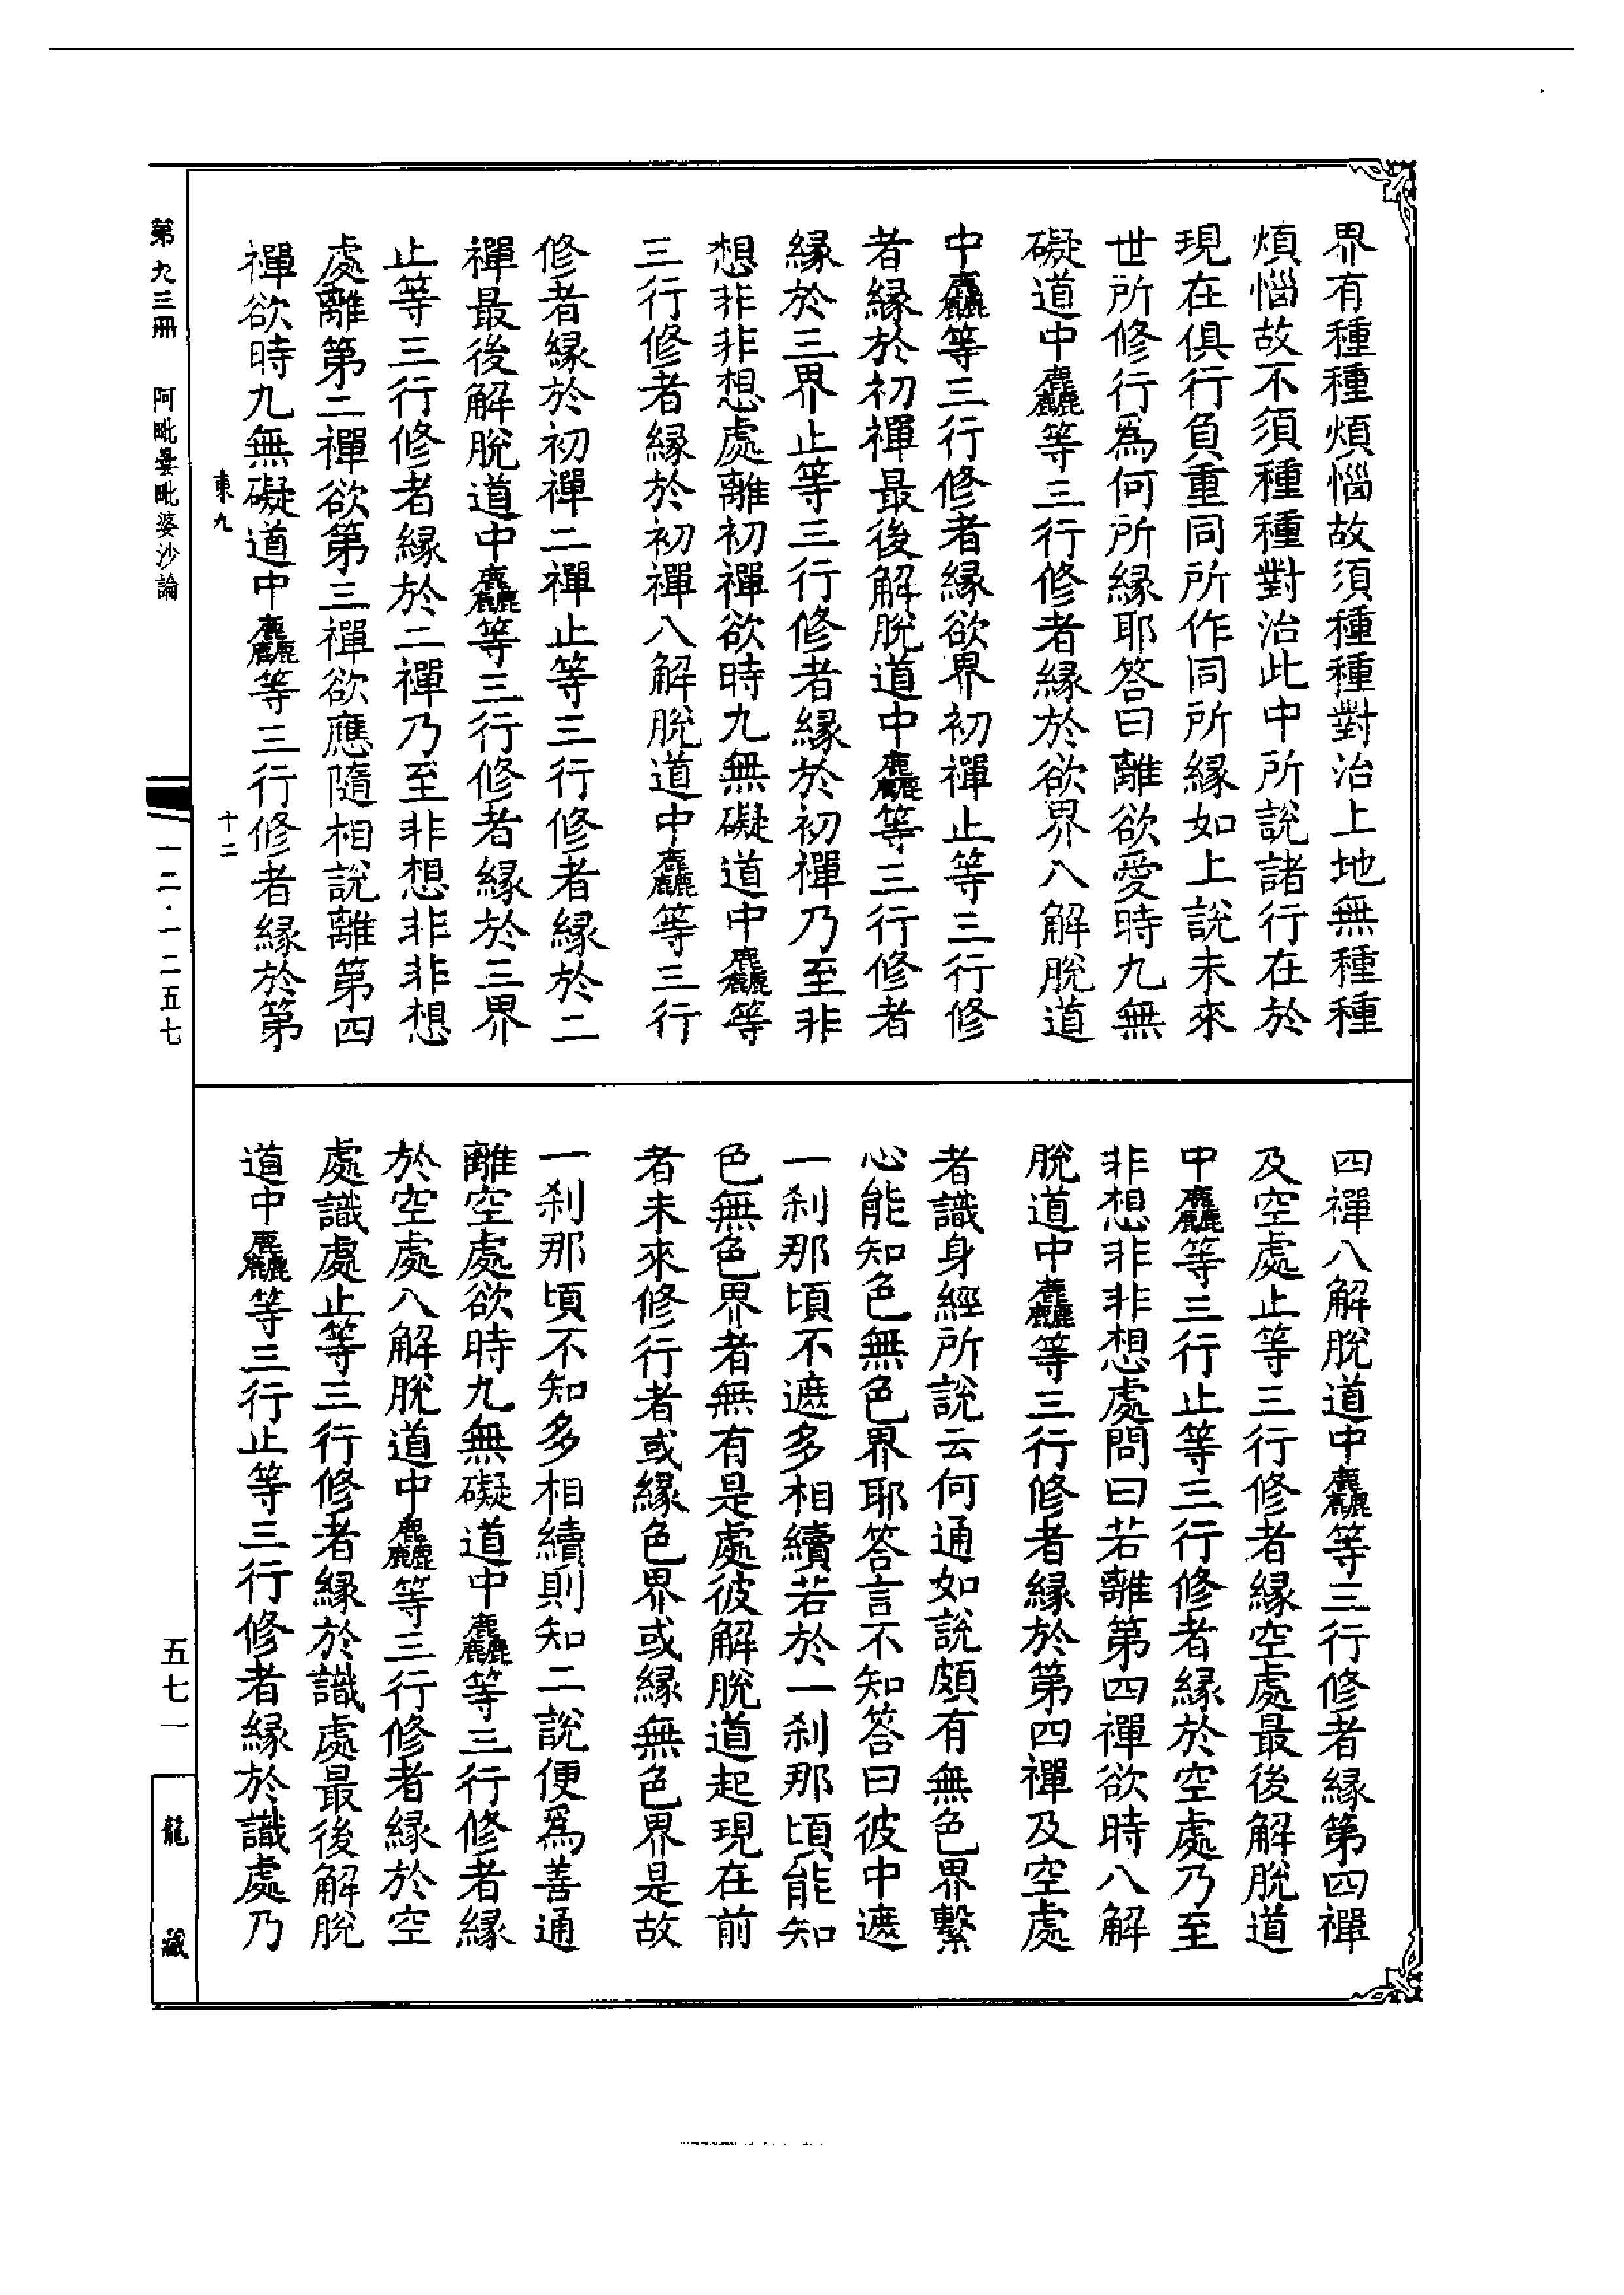 界有種種煩惱故須種種對治上地無種種
煩惱故不須種種對治此中所說諸行在於
現在俱行負重同所作同所緣如上說未來
世所修行爲何所緣耶答曰離欲愛時九無
礙道中麤等三行修者緣於欲界八解脫道
中麤等三行修者緣欲界初禪止等三行修
者緣於初禪最後解脫道中麤等三行修者
緣於三界止等三行修者緣於初禪乃至非
想非非想處離初禪欲時九無礙道中麤等
三行修者緣於初禪八解脫道中麤等三行
修者緣於初禪二禪止等三行修者緣於二
禪最後解脫道中麤等三行修者緣於三界
止等三行修者緣於二禪乃至非想非非想
處離第二禪欲第三禪欲應隨相說離第四
禪欲時九無礙道中麤等三行修者緣於第
四禪八解脫道中麤等三行修者緣第四禪
及空處止等三行修者緣空處最後解脫道
中麤等三行止等三行修者緣於空處乃至
非想非非想處問曰若離第四禪欲時八解
脫道中麤等三行修者緣於第四禪及空處
者識身經所說云何通如說頗有無色界繫
心能知色無色界耶答言不知答曰彼中遮
一剎那頃不遮多相續若於一剎那頃能知
色無色界者無有是處彼解脫道起現在前
者未來修行者或緣色界或緣無色界是故
一剎那頃不知多相續則知二說便爲善通
離空處欲時九無礙道中麤等三行修者緣
於空處八解脫道中麤等三行修者緣於空
處識處止等三行修者緣於識處最後解脫
道中麤等三行止等三行修者緣於識處乃
東九 十二
第九三冊 阿毗曇毗婆沙論
一二·一二五七
五七一
龍藏